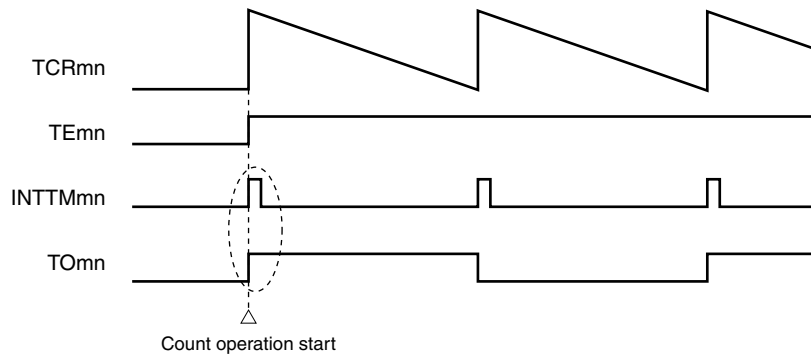 TCRmn
TEmn
INTTMmn
TOmn
Count operation start